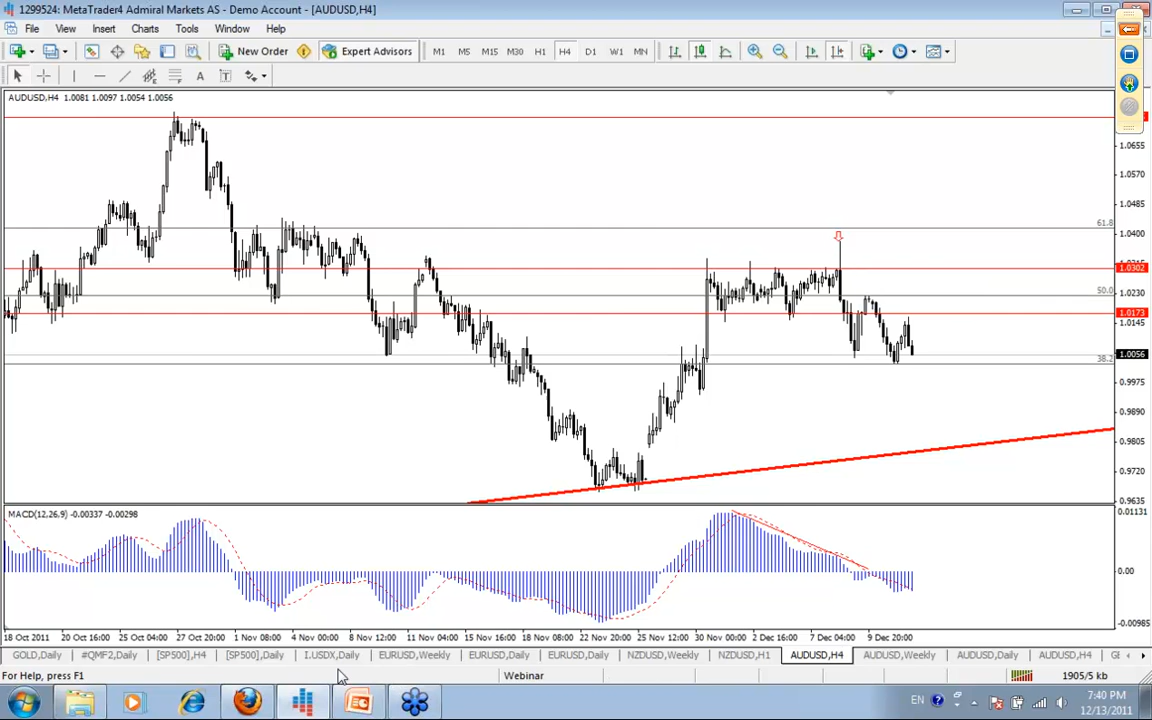 1299524: MetaTrader4 Admiral Markets AS - Demo Account - [AUDUSD,H4]
File View Insert Charts Tools Window Help
New Order Expert Advisors M1 M5 M15 M30 H1 H4 D1 W1 MN
A T
AUDUSD,H4 1.0081 1.0097 1.0054 1.0056
1.0655
1.0570
1.0485
61.8
1.0400
1.0302
50.0
1.0230
1.0173
1.0145
1.0056
38.2
0.9975
0.9890
0.9805
0.9720
0.9635
MACD(12,26,9) -0.00337 -0.00298
0.01131
0.00
-0.00985
18 Oct 2011 20 Oct 16:00 25 Oct 04:00 27 Oct 20:00 1 Nov 08:00 4 Nov 00:00 8 Nov 12:00 11 Nov 04:00 15 Nov 16:00 18 Nov 08:00 22 Nov 20:00 25 Nov 12:00 30 Nov 00:00 2 Dec 16:00 7 Dec 04:00 9 Dec 20:00
GOLD,Daily #QMF2,Daily [SP500],H4 [SP500],Daily I.USDX,Daily EURUSD,Weekly EURUSD,Daily EURUSD,Daily NZDUSD,Weekly NZDUSD,H1 AUDUSD,H4 AUDUSD,Weekly AUDUSD,Daily AUDUSD,H4
For Help, press F1 Webinar 1905/5 kb
EN 7:40 PM
12/13/2011